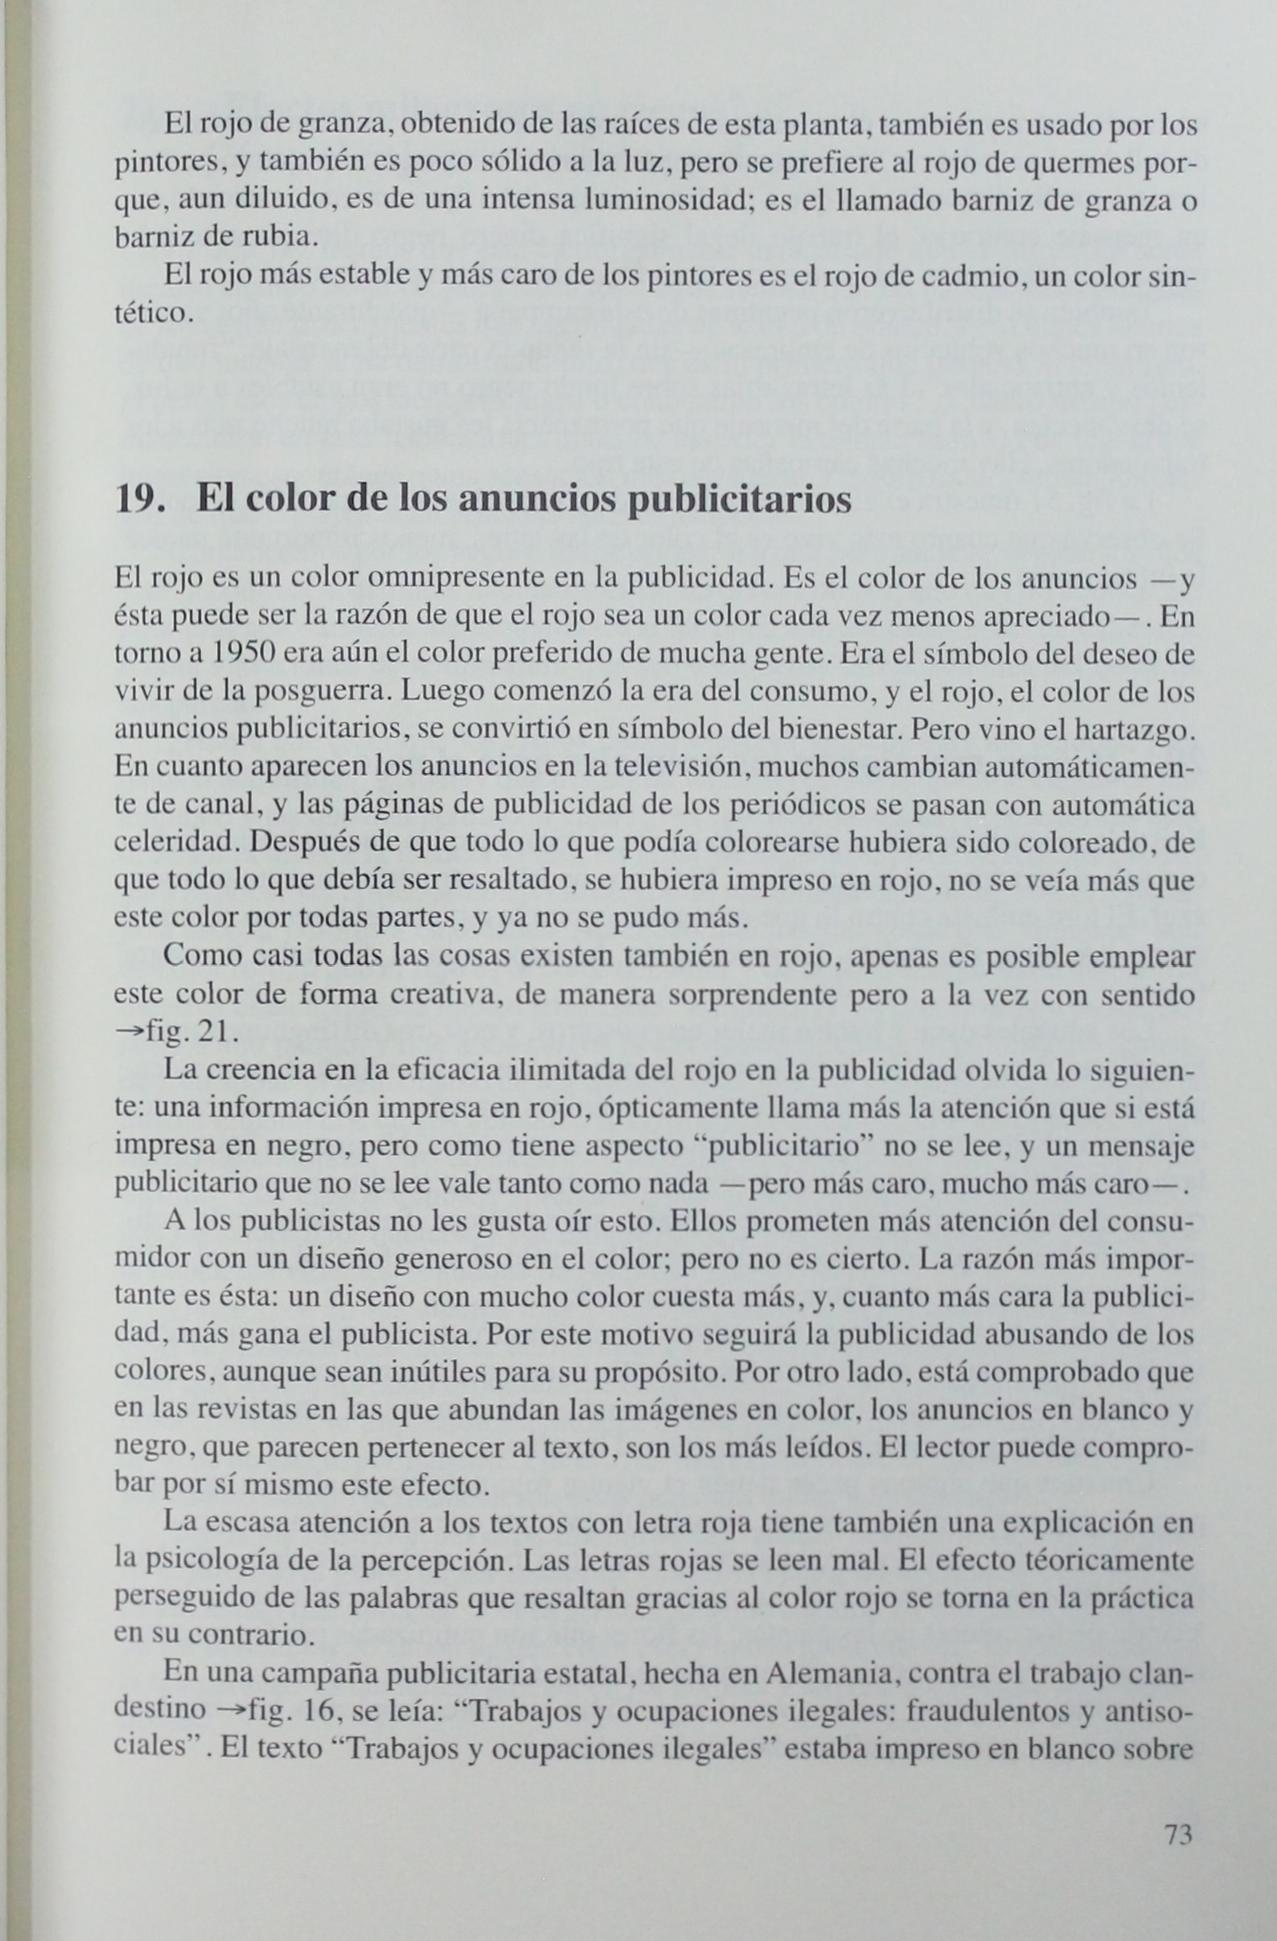 El rojo de granza, obtenido de las raíces de esta planta, también es usado por los
pintores, y también es poco sólido a la luz, pero se prefiere al rojo de quermes por-
que, aun diluido, es de una intensa luminosidad; es el llamado barniz de granza o
barniz de rubia.
El rojo más estable y más caro de los pintores es el rojo de cadmio, un color sin-
tético.
19. El color de los anuncios publicitarios
El rojo es un color omnipresente en la publicidad. Es el color de los anuncios —y
ésta puede ser la razón de que el rojo sea un color cada vez menos apreciado—. En
torno a 1950 era aún el color preferido de mucha gente. Era el símbolo del deseo de
vivir de la posguerra. Luego comenzó la era del consumo, y el rojo, el color de los
anuncios publicitarios, se convirtió en símbolo del bienestar. Pero vino el hartazgo.
En cuanto aparecen los anuncios en la televisión, muchos cambian automáticamen-
te de canal, y las páginas de publicidad de los periódicos se pasan con automática
celeridad. Después de que todo lo que podía colorearse hubiera sido coloreado, de
que todo lo que debía ser resaltado, se hubiera impreso en rojo, no se veía más que
este color por todas partes, y ya no se pudo más.
Como casi todas las cosas existen también en rojo, apenas es posible emplear
este color de forma creativa, de manera sorprendente pero a la vez con sentido
→fig. 21.
La creencia en la eficacia ilimitada del rojo en la publicidad olvida lo siguien-
te: una información impresa en rojo, ópticamente llama más la atención que si está
impresa en negro, pero como tiene aspecto “publicitario” no se lee, y un mensaje
publicitario que no se lee vale tanto como nada —pero más caro, mucho más caro—.
A los publicistas no les gusta oír esto. Ellos prometen más atención del consu-
midor con un diseño generoso en el color; pero no es cierto. La razón más impor-
tante es ésta: un diseño con mucho color cuesta más, y, cuanto más cara la publici-
dad, más gana el publicista. Por este motivo seguirá la publicidad abusando de los
colores, aunque sean inútiles para su propósito. Por otro lado, está comprobado que
en las revistas en las que abundan las imágenes en color, los anuncios en blanco y
negro, que parecen pertenecer al texto, son los más leídos. El lector puede compro-
bar por sí mismo este efecto.
La escasa atención a los textos con letra roja tiene también una explicación en
la psicología de la percepción. Las letras rojas se leen mal. El efecto téoricamente
perseguido de las palabras que resaltan gracias al color rojo se torna en la práctica
en su contrario.
En una campaña publicitaria estatal, hecha en Alemania, contra el trabajo clan-
destino →fig. 16, se leía: “Trabajos y ocupaciones ilegales: fraudulentos y antiso-
ciales”. El texto “Trabajos y ocupaciones ilegales” estaba impreso en blanco sobre
73